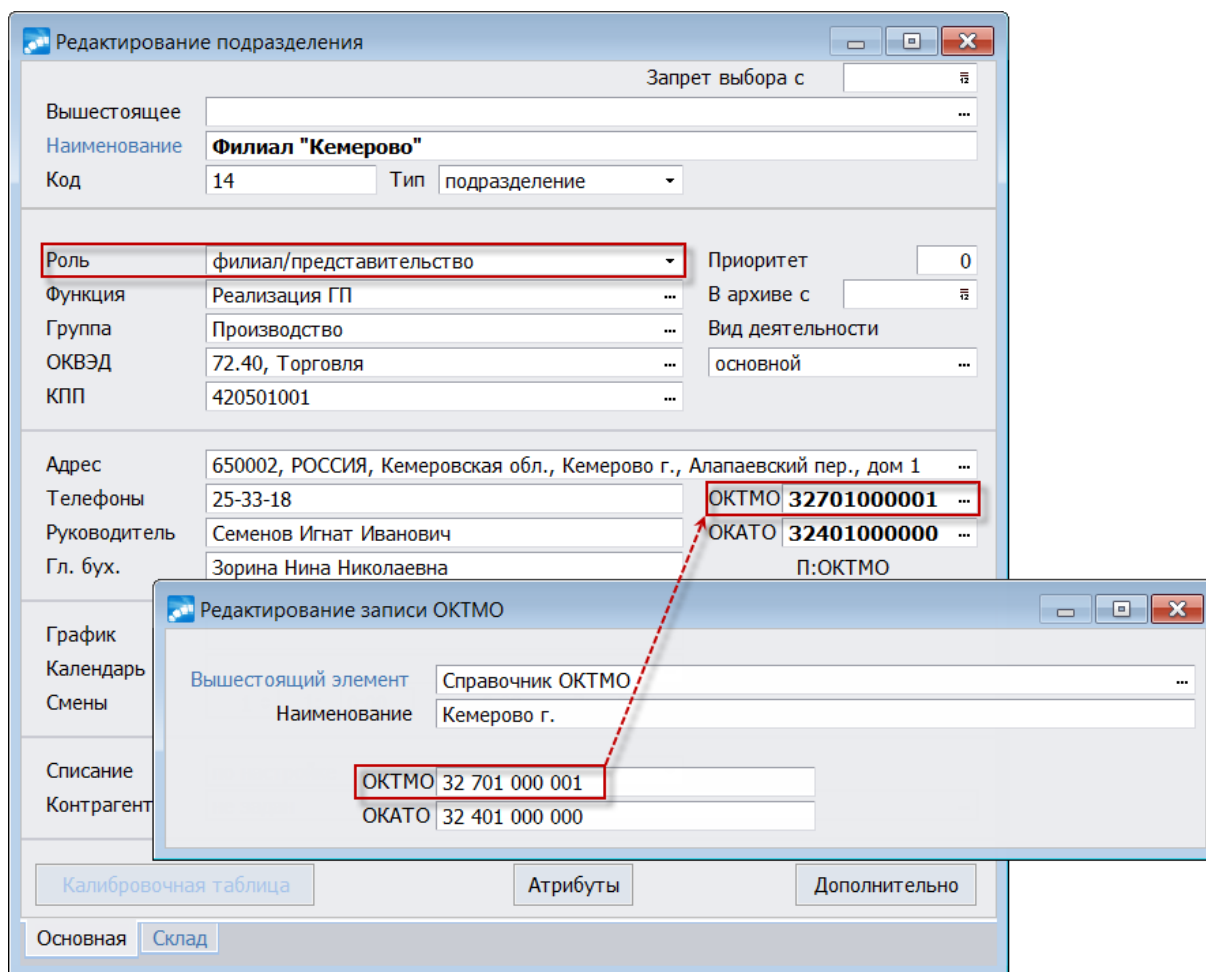 Редактирование подразделения
Запрет выбора с
Вышестоящее ...
Наименование Филиал "Кемерово"
Код 14 Тип подразделение
Роль филиал/представительство Приоритет 0
Функция Реализация ГП ... В архиве с
Группа Производство ... Вид деятельности
ОКВЭД 72.40, Торговля ... основной ...
КПП 420501001 ...
Адрес 650002, РОССИЯ, Кемеровская обл., Кемерово г., Алапаевский пер., дом 1 ...
Телефоны 25-33-18 ОКТМО 32701000001 ...
Руководитель Семенов Игнат Иванович ОКАТО 32401000000 ...
Гл. бух. Зорина Нина Николаевна П:ОКТМО
График
Календарь
Смены
Списание
Контрагент
Редактирование записи ОКТМО
Вышестоящий элемент Справочник ОКТМО ...
Наименование Кемерово г.
ОКТМО 32 701 000 001
ОКАТО 32 401 000 000
Калибровочная таблица Атрибуты Дополнительно
Основная Склад